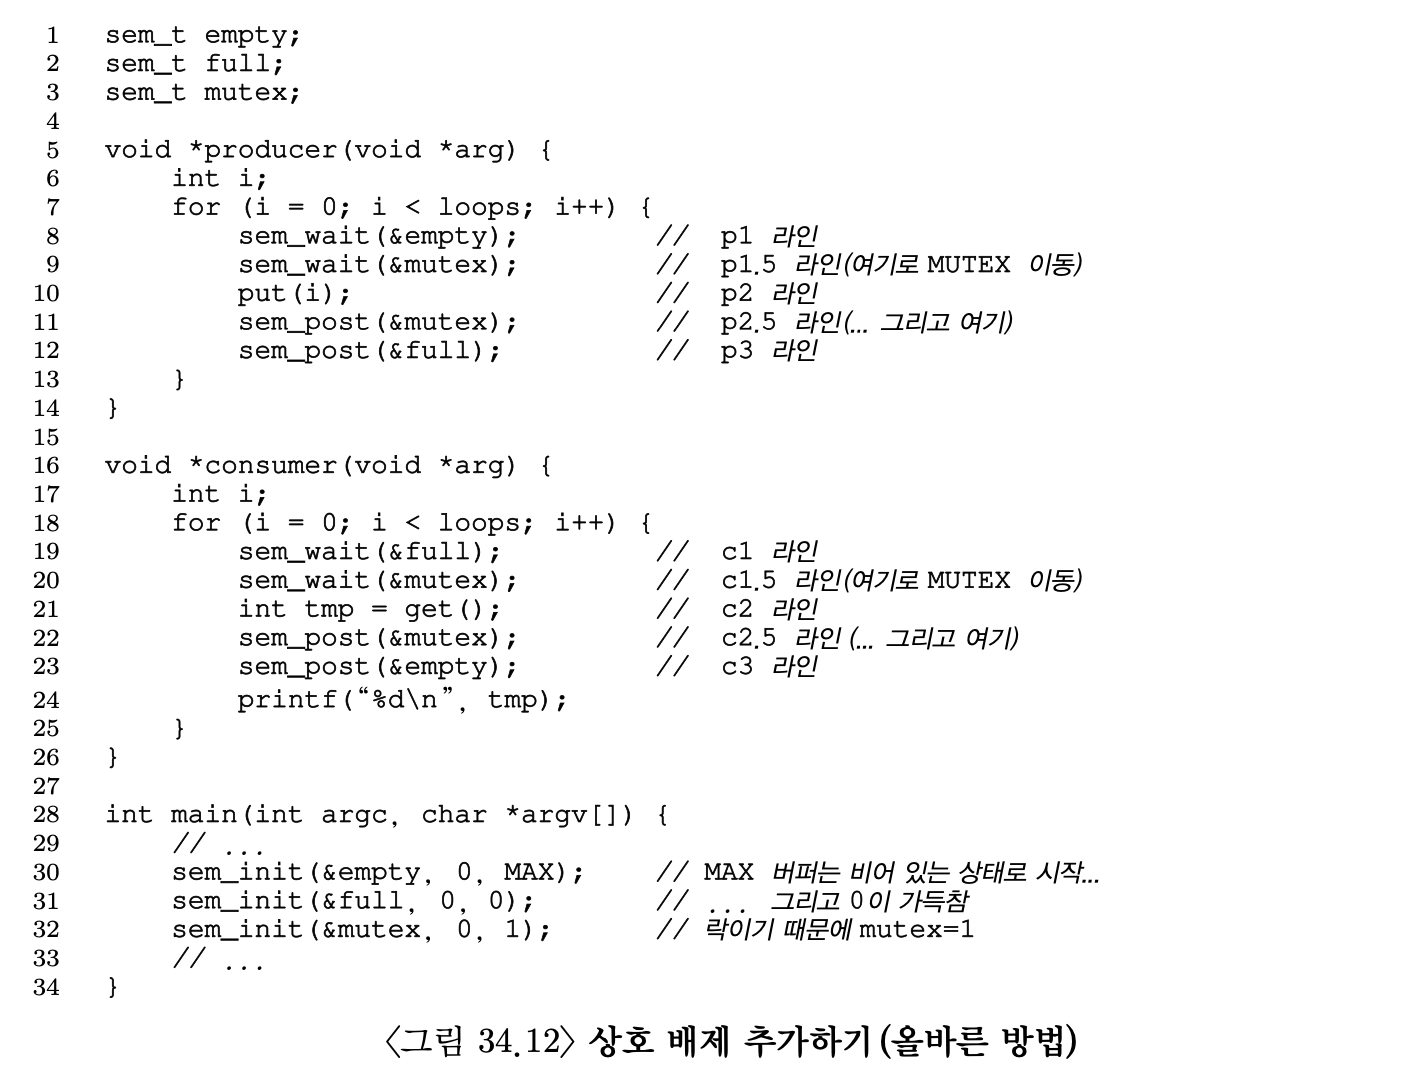 1 sem_t empty;
2 sem_t full;
3 sem_t mutex;
4
5 void *producer(void *arg) {
6     int i;
7     for (i = 0; i < loops; i++) {
8         sem_wait(&empty);         // p1 라인
9         sem_wait(&mutex);         // p1.5 라인(여기로 MUTEX 이동)
10         put(i);                   // p2 라인
11         sem_post(&mutex);         // p2.5 라인(... 그리고 여기)
12         sem_post(&full);          // p3 라인
13     }
14 }
15
16 void *consumer(void *arg) {
17     int i;
18     for (i = 0; i < loops; i++) {
19         sem_wait(&full);          // c1 라인
20         sem_wait(&mutex);         // c1.5 라인(여기로 MUTEX 이동)
21         int tmp = get();          // c2 라인
22         sem_post(&mutex);         // c2.5 라인 (... 그리고 여기)
23         sem_post(&empty);         // c3 라인
24         printf(“%d\n”, tmp);
25     }
26 }
27
28 int main(int argc, char *argv[]) {
29     // ...
30     sem_init(&empty, 0, MAX);     // MAX 버퍼는 비어 있는 상태로 시작...
31     sem_init(&full, 0, 0);        // ... 그리고 0이 가득참
32     sem_init(&mutex, 0, 1);       // 락이기 때문에 mutex=1
33     // ...
34 }
〈그림 34.12〉 상호 배제 추가하기(올바른 방법)